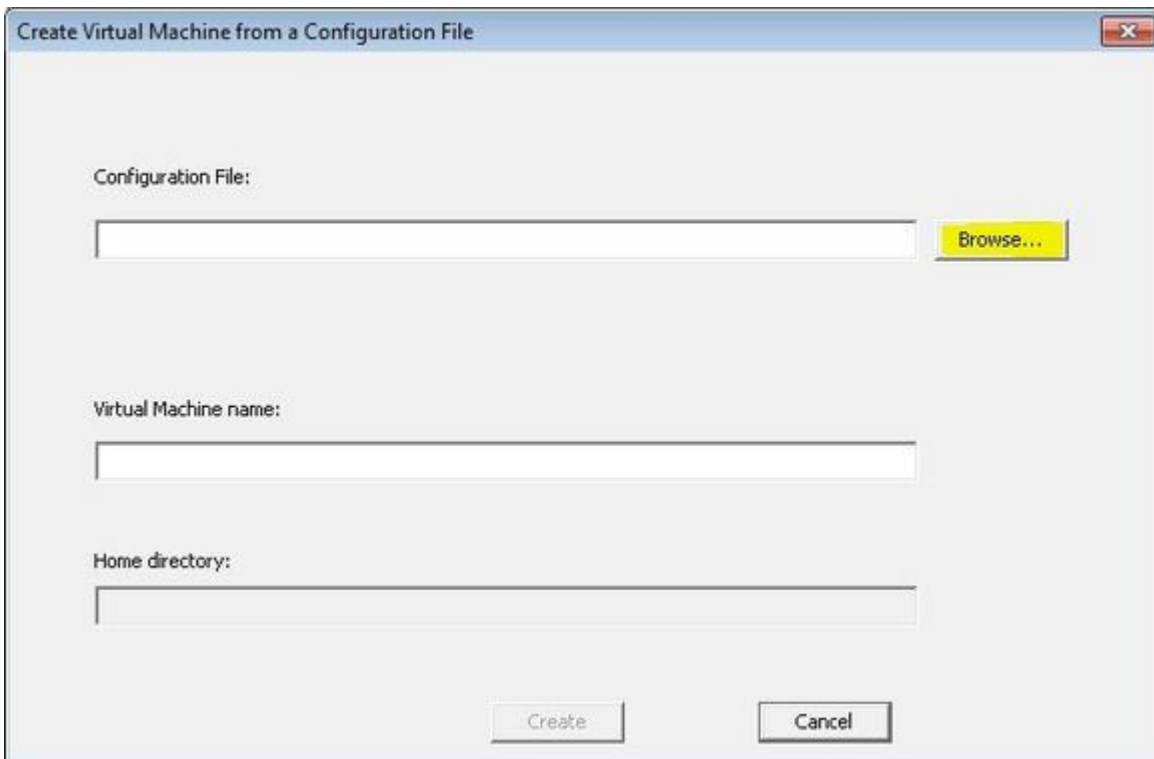 Create Virtual Machine from a Configuration File
Configuration File:
Browse...
Virtual Machine name:
Home directory:
Create
Cancel